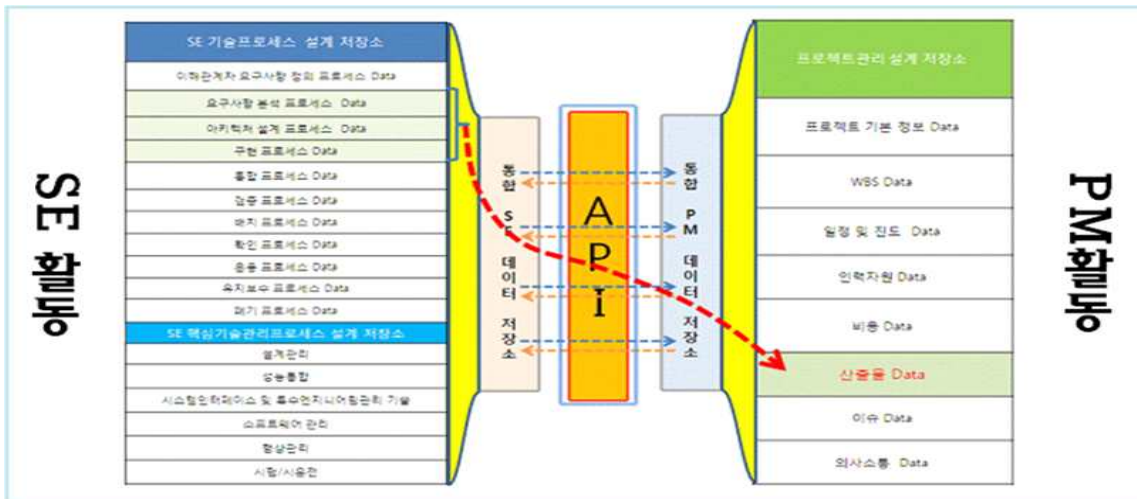 SE 활동
SE 기술프로세스 설계 저장소
이해관계자 요구사항 정의 프로세스 Data
요구사항 분석 프로세스 Data
아키텍처 설계 프로세스 Data
구현 프로세스 Data
통합 프로세스 Data
검증 프로세스 Data
배치 프로세스 Data
확인 프로세스 Data
운용 프로세스 Data
유지보수 프로세스 Data
폐기 프로세스 Data
SE 핵심기술관리프로세스 설계 저장소
설계관리
성능통합
시스템인터페이스 및 특수엔지니어링관리 기술
소프트웨어 관리
형상관리
시험/시운전
통합 SE 데이터 저장소
API
통합 PM 데이터 저장소
프로젝트관리 설계 저장소
프로젝트 기본 정보 Data
WBS Data
일정 및 진도 Data
인력자원 Data
비용 Data
산출물 Data
이슈 Data
의사소통 Data
PM활동